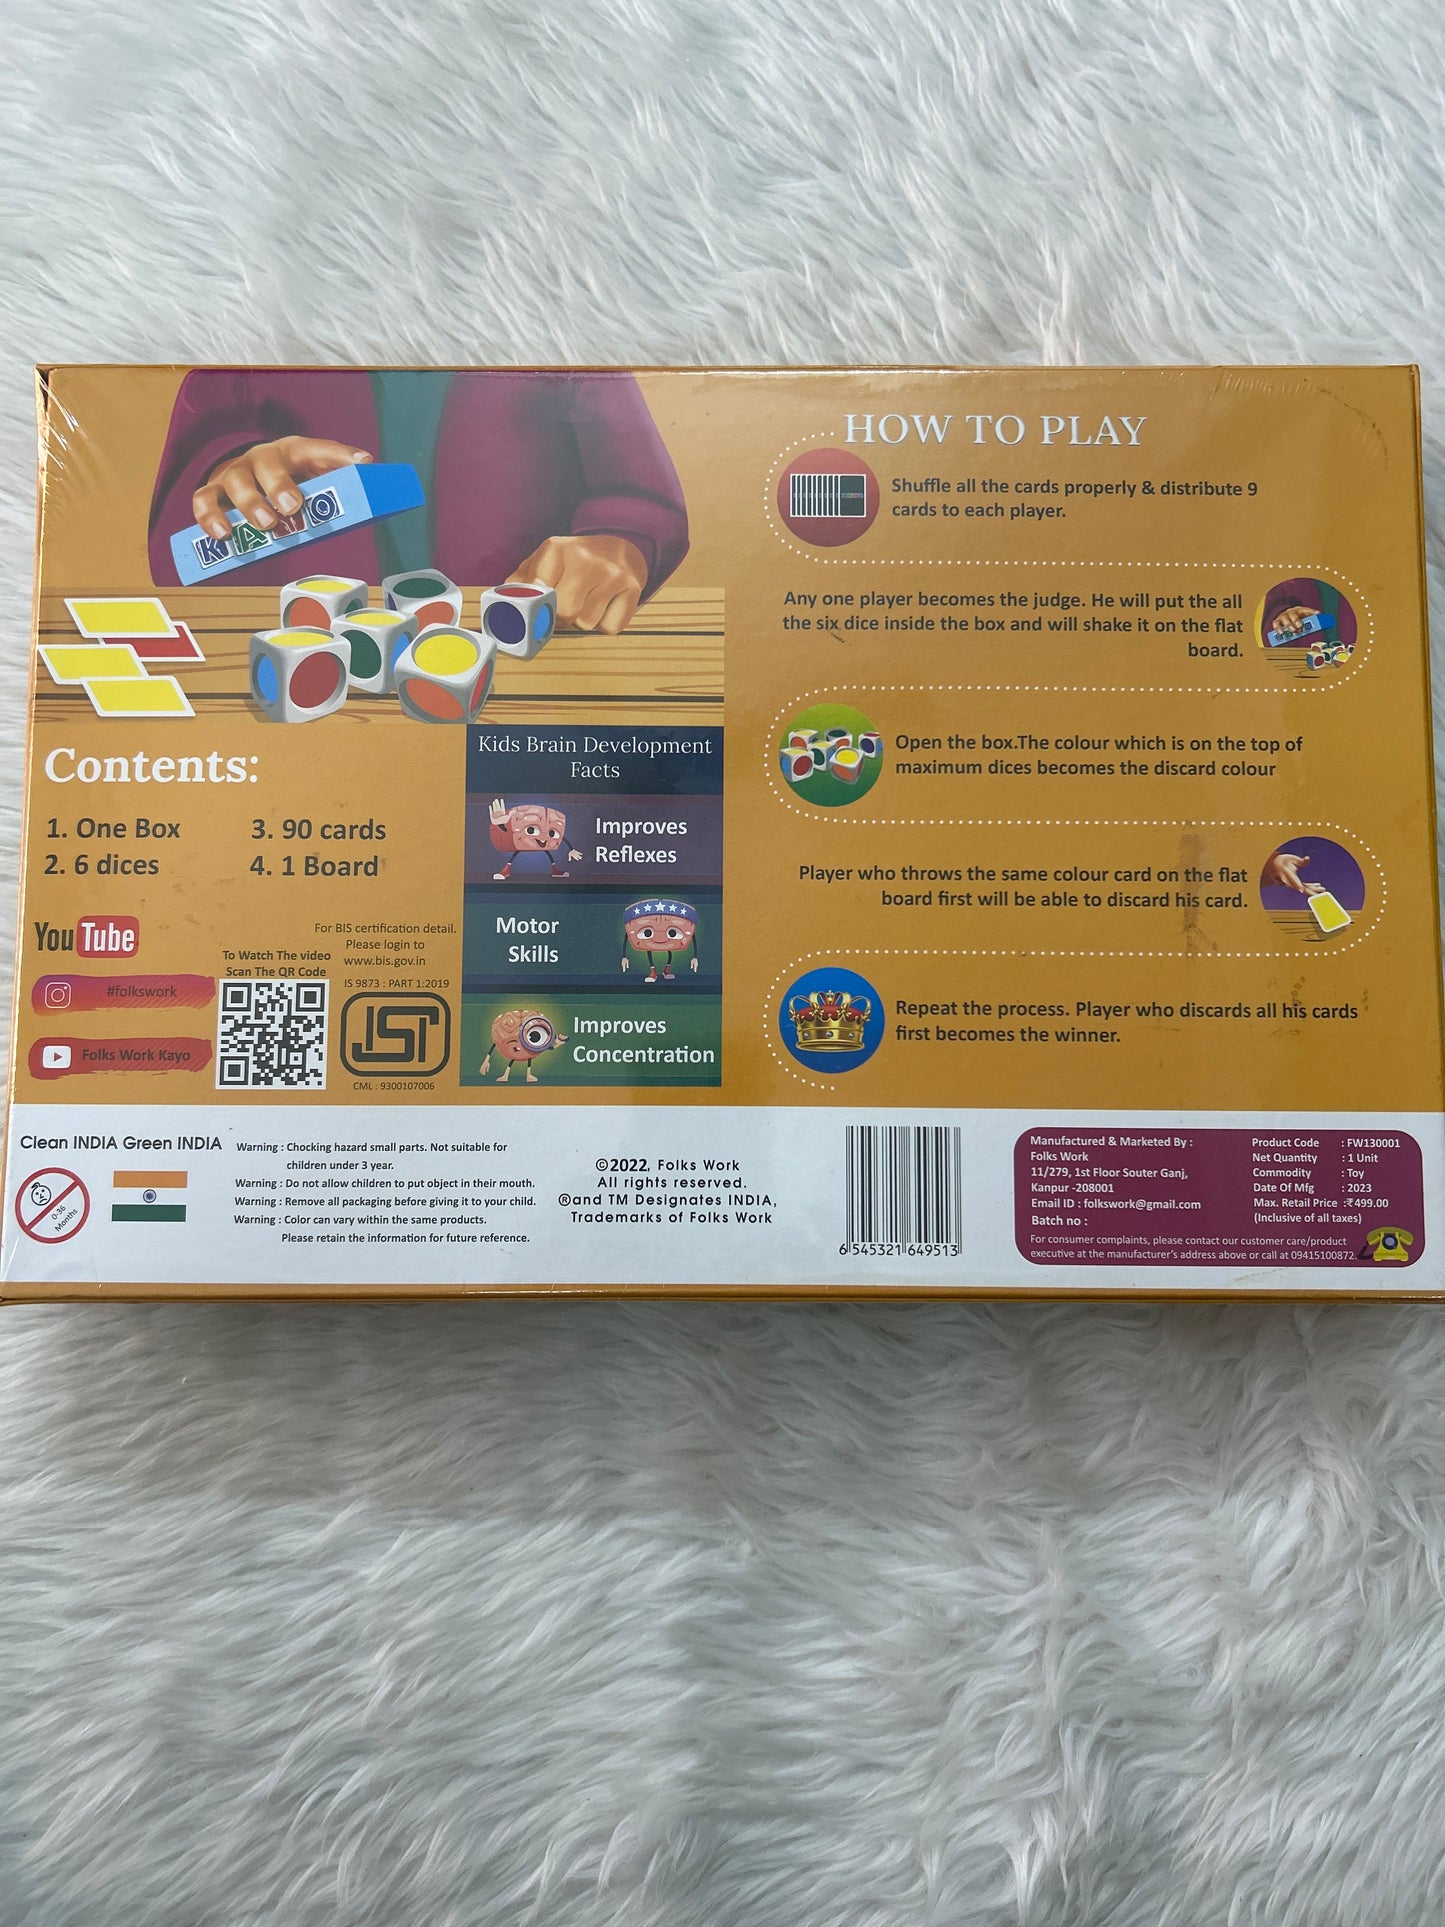 KAYO
HOW TO PLAY
Shuffle all the cards properly & distribute 9
cards to each player.
Any one player becomes the judge. He will put the all
the six dice inside the box and will shake it on the flat
board.
Open the box.The colour which is on the top of
maximum dices becomes the discard colour
Player who throws the same colour card on the flat
board first will be able to discard his card.
Repeat the process. Player who discards all his cards
first becomes the winner.
Contents:
1. One Box
2. 6 dices
3. 90 cards
4. 1 Board
Kids Brain Development
Facts
Improves
Reflexes
Motor
Skills
Improves
Concentration
YouTube
#folkswork
Folks Work Kayo
To Watch The video
Scan The QR Code
For BIS certification detail.
Please login to
www.bis.gov.in
IS 9873 : PART 1:2019
ISI
CML : 9300107006
Clean INDIA Green INDIA
0-36
Months
Warning : Chocking hazard small parts. Not suitable for
children under 3 year.
Warning : Do not allow children to put object in their mouth.
Warning : Remove all packaging before giving it to your child.
Warning : Color can vary within the same products.
Please retain the information for future reference.
©2022, Folks Work
All rights reserved.
®and TM Designates INDIA,
Trademarks of Folks Work
6 545321 649513
Manufactured & Marketed By :
Folks Work
11/279, 1st Floor Souter Ganj,
Kanpur -208001
Email ID : folkswork@gmail.com
Batch no :
Product Code : FW130001
Net Quantity : 1 Unit
Commodity : Toy
Date Of Mfg : 2023
Max. Retail Price :₹499.00
(Inclusive of all taxes)
For consumer complaints, please contact our customer care/product
executive at the manufacturer's address above or call at 09415100872.